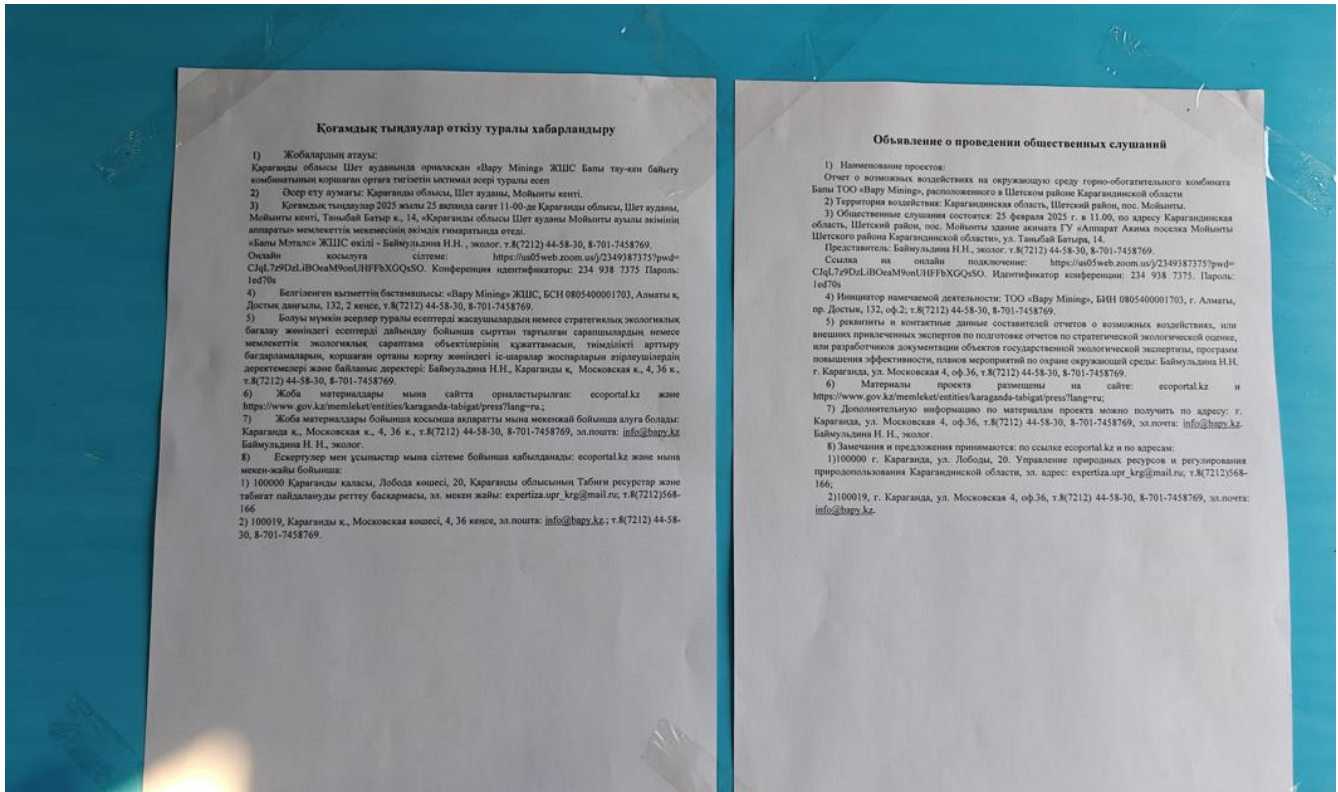 Қоғамдық тыңдаулар өткізу туралы хабарландыру
1) Жобалардың атауы:
Қарағанды облысы Шет ауданында орналасқан «Bapy Mining» ЖШС Бапы тау-кен байыту
комбинатының қоршаған ортаға тигізетін ықтимал әсері туралы есеп
2) Әсер ету аумағы: Қарағанды облысы, Шет ауданы, Мойынты кенті.
3) Қоғамдық тыңдаулар 2025 жылы 25 ақпанда сағат 11-00-де Қарағанды облысы, Шет ауданы,
Мойынты кенті, Таныбай Батыр к., 14, «Қарағанды облысы Шет ауданы Мойынты ауылы әкімінің
аппараты» мемлекеттік мекемесінің әкімдік ғимаратында өтеді.
«Бапы Мэталс» ЖШС өкілі - Баймульдина Н.Н. , эколог. т.8(7212) 44-58-30, 8-701-7458769.
Онлайн қосылуға сілтеме: https://us05web.zoom.us/j/2349387375?pwd=
CJqL7z9DzLiBOeaM9onUHFFbXGQsSO. Конференция идентификаторы: 234 938 7375 Пароль:
1ed70s
4) Белгіленген қызметтің бастамашысы: «Bapy Mining» ЖШС, БСН 0805400001703, Алматы қ,
Достық даңғылы, 132, 2 кеңсе, т.8(7212) 44-58-30, 8-701-7458769.
5) Болуы мүмкін әсерлер туралы есептерді жасаушылардың немесе стратегиялық экологиялық
бағалау жөніндегі есептерді дайындау бойынша сырттан тартылған сарапшылардың немесе
мемлекеттік экологиялық сараптама объектілерінің құжаттамасын, тиімділікті арттыру
бағдарламаларын, қоршаған ортаны қорғау жөніндегі іс-шаралар жоспарларын әзірлеушілердің
деректемелері және байланыс деректері: Баймульдина Н.Н., Караганды қ, Московская к., 4, 36 к.,
т.8(7212) 44-58-30, 8-701-7458769.
6) Жоба материалдары мына сайтта орналастырылған: ecoportal.kz және
https://www.gov.kz/memleket/entities/karaganda-tabigat/press?lang=ru.;
7) Жоба материалдары бойынша қосымша ақпаратты мына мекенжай бойынша алуға болады:
Караганда қ., Московская к., 4, 36 к., т.8(7212) 44-58-30, 8-701-7458769, эл.пошта: info@bapy.kz
Баймульдина Н. Н., эколог.
8) Ескертулер мен ұсыныстар мына сілтеме бойынша қабылданады: ecoportal.kz және мына
мекен-жайы бойынша:
1) 100000 Қарағанды қаласы, Лобода көшесі, 20, Қарағанды облысының Табиғи ресурстар және
табиғат пайдалануды реттеу басқармасы, эл. мекен жайы: expertiza.upr_krg@mail.ru; т.8(7212)568-
166
2) 100019, Караганды қ., Московская көшесі, 4, 36 кеңсе, эл.пошта: info@bapy.kz.; т.8(7212) 44-58-
30, 8-701-7458769.
Объявление о проведении общественных слушаний
1) Наименование проектов:
Отчет о возможных воздействиях на окружающую среду горно-обогатительного комбината
Бапы ТОО «Bapy Mining», расположенного в Шетском районе Карагандинской области
2) Территория воздействия: Карагандинская область, Шетский район, пос. Мойынты.
3) Общественные слушания состоятся: 25 февраля 2025 г. в 11.00, по адресу Карагандинская
область, Шетский район, пос. Мойынты здание акимата ГУ «Аппарат Акима поселка Мойынты
Шетского района Карагандинской области», ул. Таныбай Батыра, 14.
Представитель: Баймульдина Н.Н., эколог. т.8(7212) 44-58-30, 8-701-7458769.
Ссылка на онлайн подключение: https://us05web.zoom.us/j/2349387375?pwd=
CJqL7z9DzLiBOeaM9onUHFFbXGQsSO. Идентификатор конференции: 234 938 7375. Пароль:
1ed70s
4) Инициатор намечаемой деятельности: ТОО «Bapy Mining», БИН 0805400001703, г. Алматы,
пр. Достык, 132, оф.2; т.8(7212) 44-58-30, 8-701-7458769.
5) реквизиты и контактные данные составителей отчетов о возможных воздействиях, или
внешних привлеченных экспертов по подготовке отчетов по стратегической экологической оценке,
или разработчиков документации объектов государственной экологической экспертизы, программ
повышения эффективности, планов мероприятий по охране окружающей среды: Баймульдина Н.Н.
г. Караганда, ул. Московская 4, оф.36, т.8(7212) 44-58-30, 8-701-7458769.
6) Материалы проекта размещены на сайте: ecoportal.kz и
https://www.gov.kz/memleket/entities/karaganda-tabigat/press?lang=ru;
7) Дополнительную информацию по материалам проекта можно получить по адресу: г.
Караганда, ул. Московская 4, оф.36, т.8(7212) 44-58-30, 8-701-7458769, эл.почта: info@bapy.kz.
Баймульдина Н. Н., эколог.
8) Замечания и предложения принимаются: по ссылке ecoportal.kz и по адресам:
1)100000 г. Караганда, ул. Лободы, 20. Управление природных ресурсов и регулирования
природопользования Карагандинской области, эл. адрес: expertiza.upr_krg@mail.ru; т.8(7212)568-
166;
2)100019, г. Караганда, ул. Московская 4, оф.36, т.8(7212) 44-58-30, 8-701-7458769, эл.почта:
info@bapy.kz.